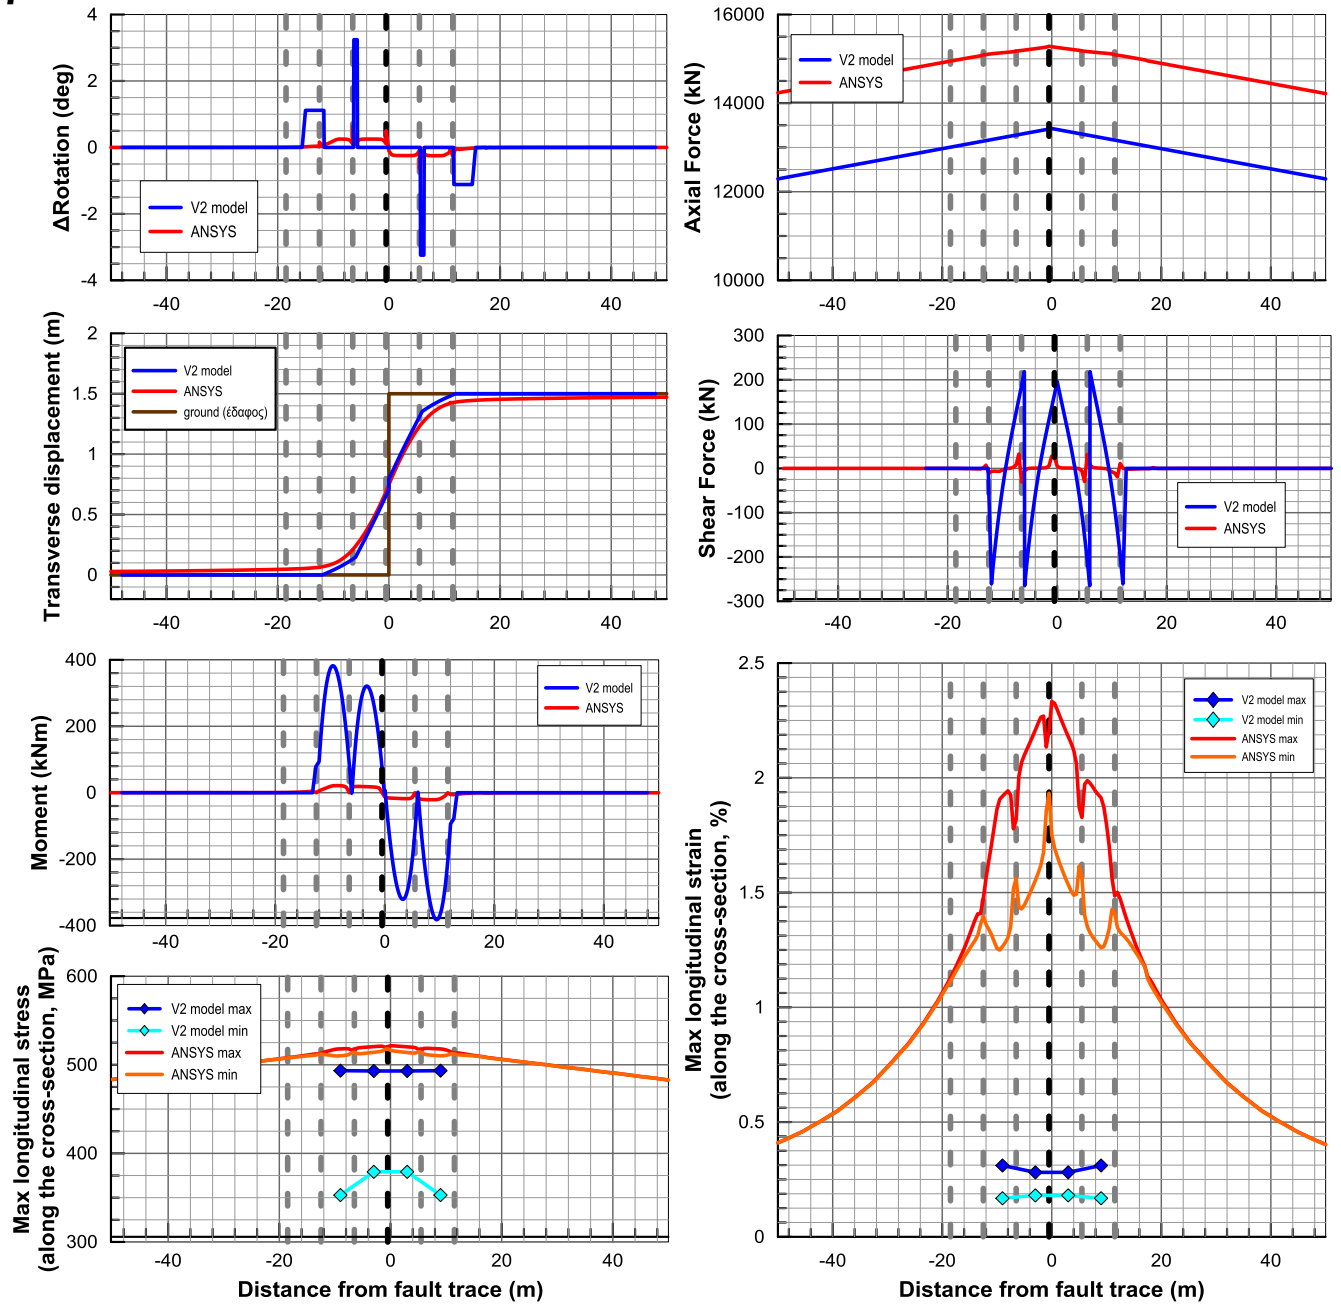 4
2
0
-2
-4
ΔRotation (deg)
V2 model
ANSYS
-40
-20
0
20
40
16000
14000
12000
10000
Axial Force (kN)
V2 model
ANSYS
-40
-20
0
20
40
2
1.5
1
0.5
0
Transverse displacement (m)
V2 model
ANSYS
ground (έδαφος)
-40
-20
0
20
40
300
200
100
0
-100
-200
-300
Shear Force (kN)
V2 model
ANSYS
-40
-20
0
20
40
400
200
0
-200
-400
Moment (kNm)
V2 model
ANSYS
-40
-20
0
20
40
600
500
400
300
Max longitudinal stress
(along the cross-section, MPa)
V2 model max
V2 model min
ANSYS max
ANSYS min
-40
-20
0
20
40
Distance from fault trace (m)
2.5
2
1.5
1
0.5
0
Max longitudinal strain
(along the cross-section, %)
V2 model max
V2 model min
ANSYS max
ANSYS min
-40
-20
0
20
40
Distance from fault trace (m)